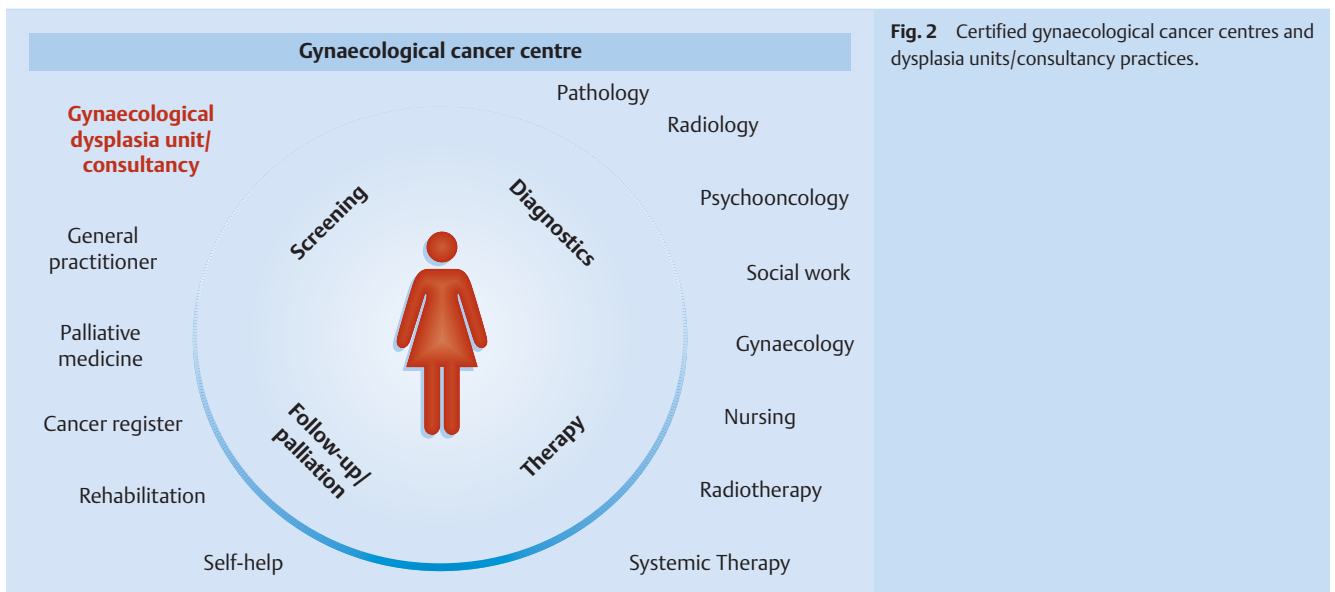 Gynaecological cancer centre
Gynaecological
dysplasia unit/
consultancy
General
practitioner
Palliative
medicine
Cancer register
Rehabilitation
Self-help
Screening
Diagnostics
Follow-up/
palliation
Therapy
Pathology
Radiology
Psychooncology
Social work
Gynaecology
Nursing
Radiotherapy
Systemic Therapy
Fig. 2 Certified gynaecological cancer centres and
dysplasia units/consultancy practices.